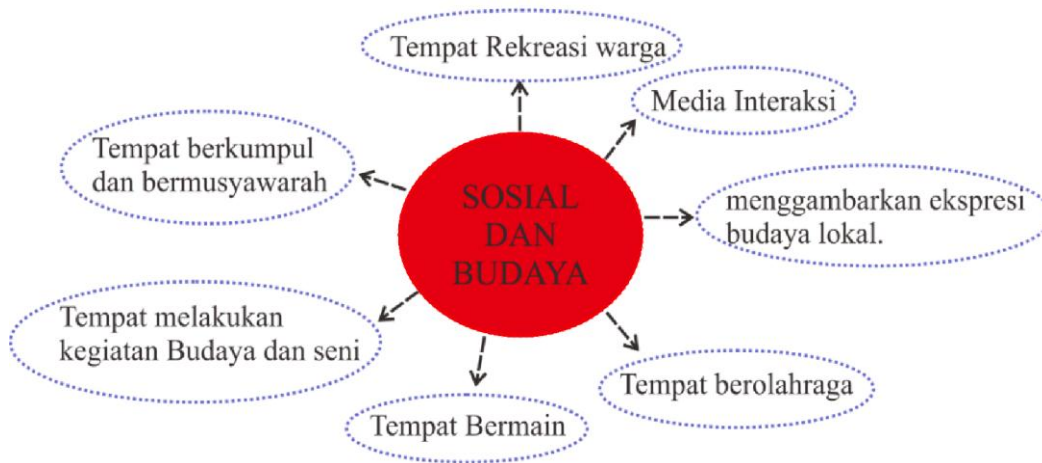 Tempat Rekreasi warga
Media Interaksi
Tempat berkumpul
dan bermusyawarah
SOSIAL
DAN
BUDAYA
menggambarkan ekspresi
budaya lokal.
Tempat melakukan
kegiatan Budaya dan seni
Tempat berolahraga
Tempat Bermain